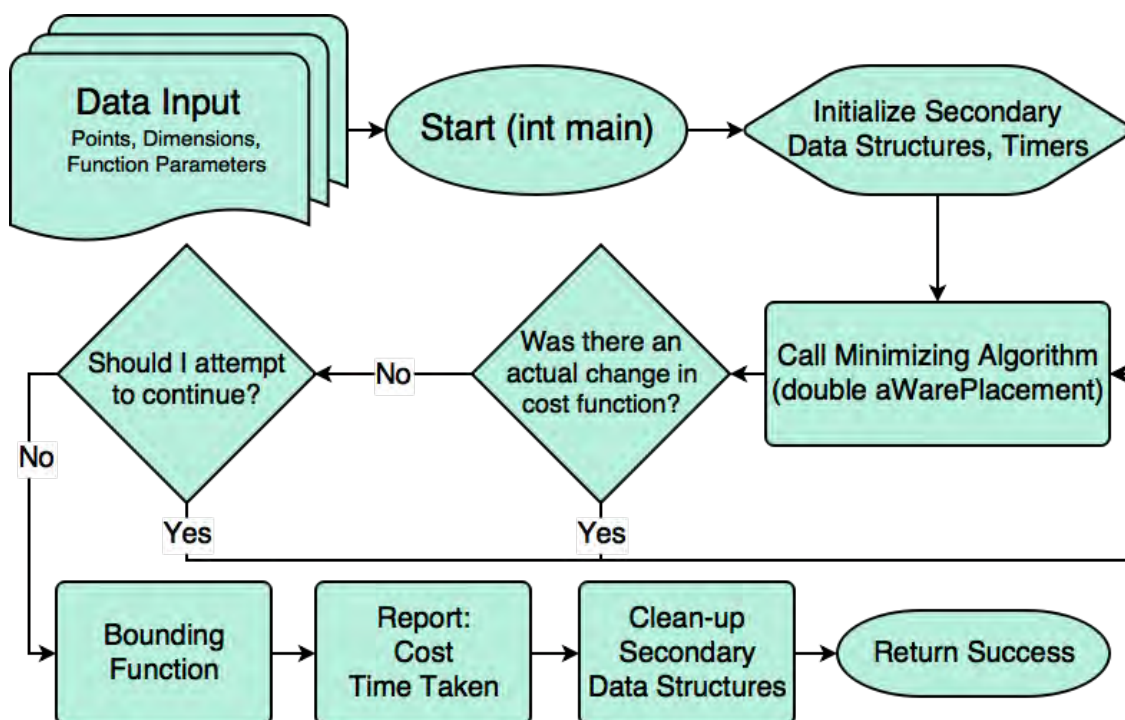 Data Input
Points, Dimensions,
Function Parameters
Start (int main)
Initialize Secondary
Data Structures, Timers
Should I attempt
to continue?
No
Was there an
actual change in
cost function?
Call Minimizing Algorithm
(double aWarePlacement)
No
Yes
Yes
Bounding
Function
Report:
Cost
Time Taken
Clean-up
Secondary
Data Structures
Return Success